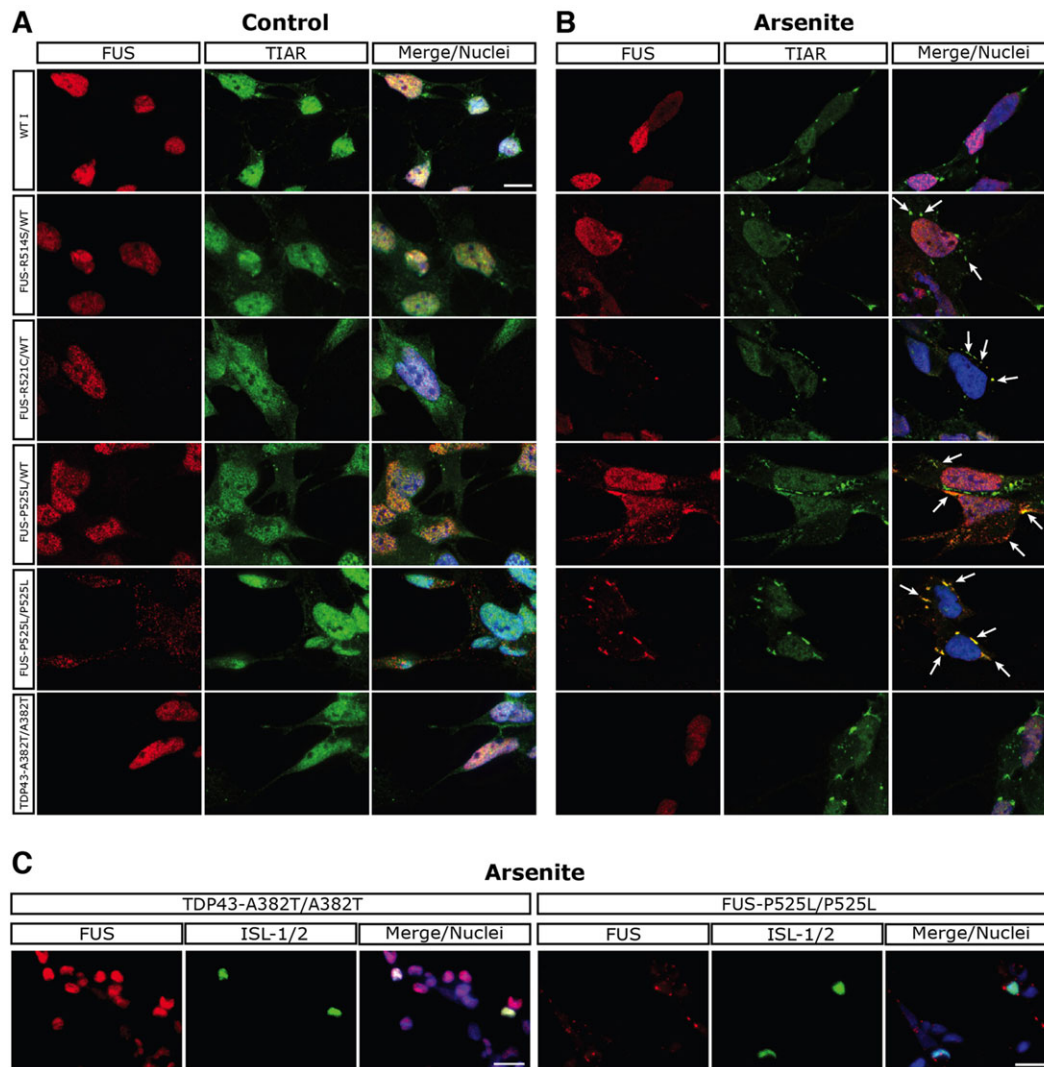 A
Control
FUS
TIAR
Merge/Nuclei
WT I
FUS-R514S/WT
FUS-R521C/WT
FUS-P525L/WT
FUS-P525L/P525L
TDP43-A382T/A382T
B
Arsenite
FUS
TIAR
Merge/Nuclei
C
Arsenite
TDP43-A382T/A382T
FUS-P525L/P525L
FUS
ISL-1/2
Merge/Nuclei
FUS
ISL-1/2
Merge/Nuclei